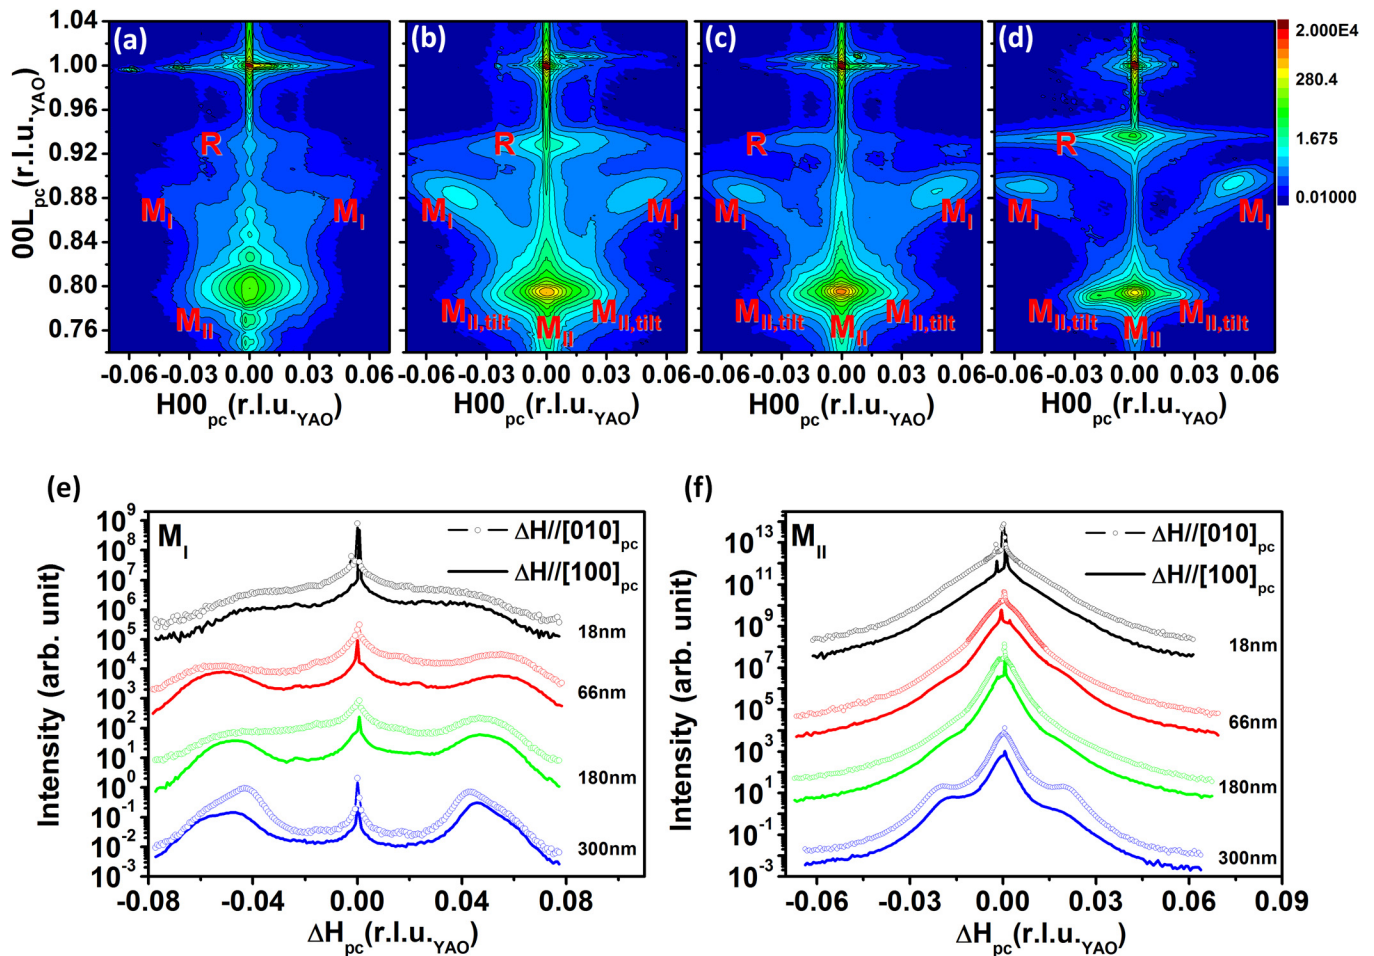 (a)
(b)
(c)
(d)
1.04
1.00
0.96
0.92
0.88
0.84
0.80
0.76
00L_pc(r.l.u._YAO)
R
M_I
M_I
M_II
R
M_I
M_I
M_II,tilt
M_II
M_II,tilt
R
M_I
M_I
M_II,tilt
M_II
M_II,tilt
R
M_I
M_I
M_II,tilt
M_II
M_II,tilt
2.000E4
280.4
1.675
0.01000
-0.06 -0.03 0.00 0.03 0.06
-0.06 -0.03 0.00 0.03 0.06
-0.06 -0.03 0.00 0.03 0.06
-0.06 -0.03 0.00 0.03 0.06
H00_pc(r.l.u._YAO)
H00_pc(r.l.u._YAO)
H00_pc(r.l.u._YAO)
H00_pc(r.l.u._YAO)
(e)
M_I
ΔH//[010]_pc
ΔH//[100]_pc
10^9
10^8
10^7
10^6
10^5
10^4
10^3
10^2
10^1
10^0
10^-1
10^-2
10^-3
Intensity (arb. unit)
18nm
66nm
180nm
300nm
-0.08 -0.04 0.00 0.04 0.08
ΔH_pc(r.l.u._YAO)
(f)
M_II
ΔH//[010]_pc
ΔH//[100]_pc
10^13
10^11
10^9
10^7
10^5
10^3
10^1
10^-1
10^-3
Intensity (arb. unit)
18nm
66nm
180nm
300nm
-0.06 -0.03 0.00 0.03 0.06 0.09
ΔH_pc(r.l.u._YAO)